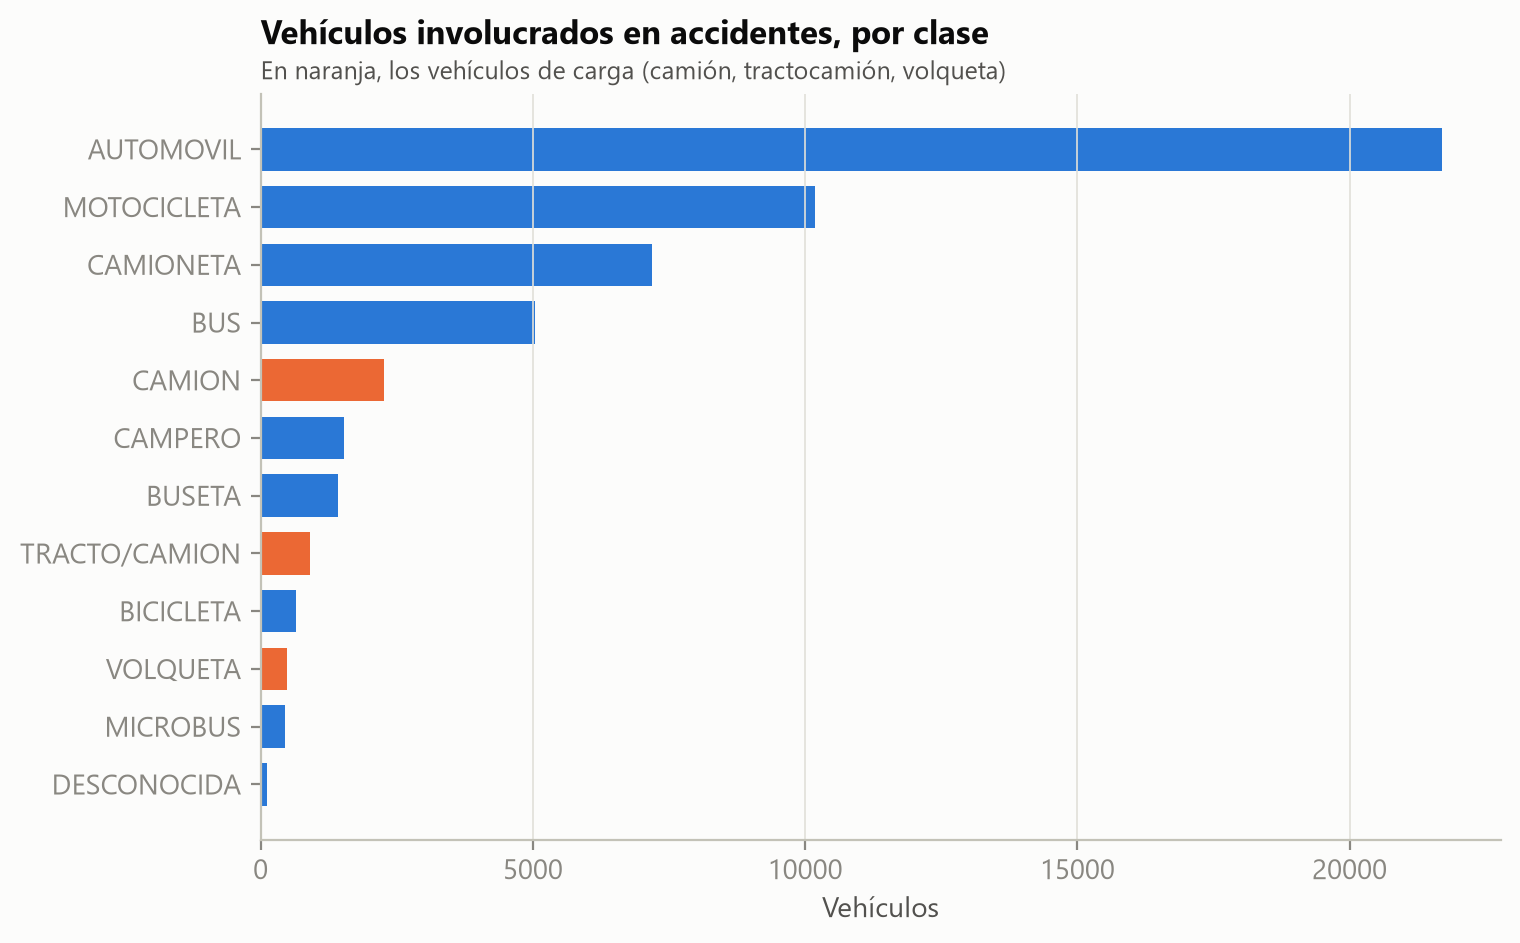 Vehículos involucrados en accidentes, por clase
En naranja, los vehículos de carga (camión, tractocamión, volqueta)
AUTOMOVIL
MOTOCICLETA
CAMIONETA
BUS
CAMION
CAMPERO
BUSETA
TRACTO/CAMION
BICICLETA
VOLQUETA
MICROBUS
DESCONOCIDA
0 5000 10000 15000 20000
Vehículos